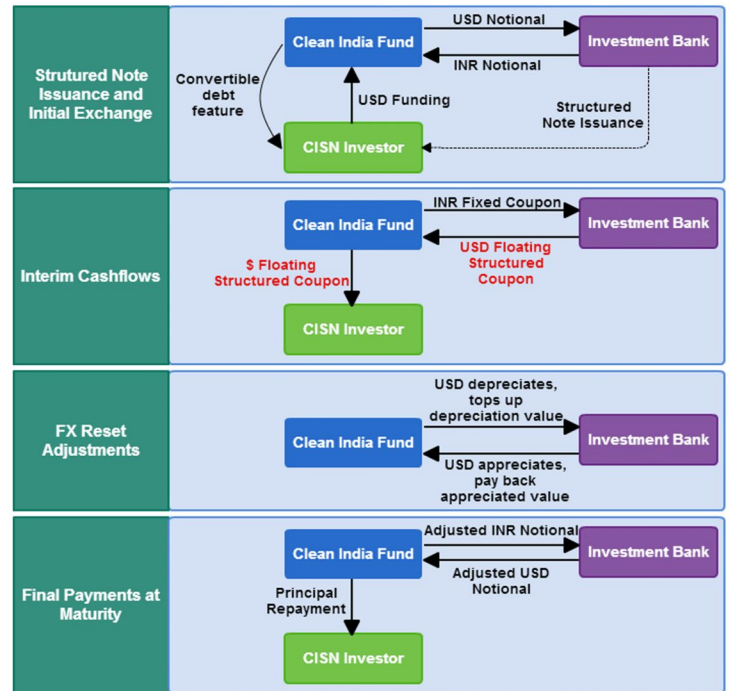 Strutured Note
Issuance and
Initial Exchange
Clean India Fund
USD Notional
INR Notional
Investment Bank
Convertible
debt
feature
USD Funding
Structured
Note Issuance
CISN Investor
Interim Cashflows
Clean India Fund
INR Fixed Coupon
Investment Bank
USD Floating
Structured
Coupon
$ Floating
Structured Coupon
CISN Investor
FX Reset
Adjustments
Clean India Fund
USD depreciates,
tops up
depreciation value
Investment Bank
USD appreciates,
pay back
appreciated value
Final Payments at
Maturity
Clean India Fund
Adjusted INR Notional
Investment Bank
Adjusted USD
Notional
Principal
Repayment
CISN Investor